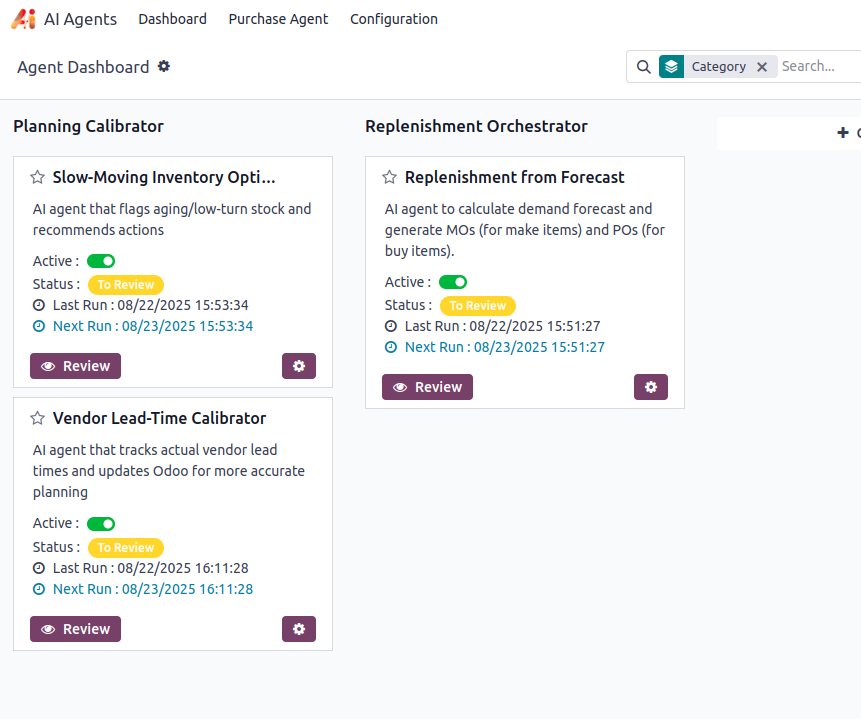 AI Agents Dashboard Purchase Agent Configuration
Agent Dashboard
Category Search...
Planning Calibrator
Slow-Moving Inventory Opti...
AI agent that flags aging/low-turn stock and
recommends actions
Active :
Status : To Review
Last Run : 08/22/2025 15:53:34
Next Run : 08/23/2025 15:53:34
Review
Vendor Lead-Time Calibrator
AI agent that tracks actual vendor lead
times and updates Odoo for more accurate
planning
Active :
Status : To Review
Last Run : 08/22/2025 16:11:28
Next Run : 08/23/2025 16:11:28
Review
Replenishment Orchestrator
Replenishment from Forecast
AI agent to calculate demand forecast and
generate MOs (for make items) and POs (for
buy items).
Active :
Status : To Review
Last Run : 08/22/2025 15:51:27
Next Run : 08/23/2025 15:51:27
Review